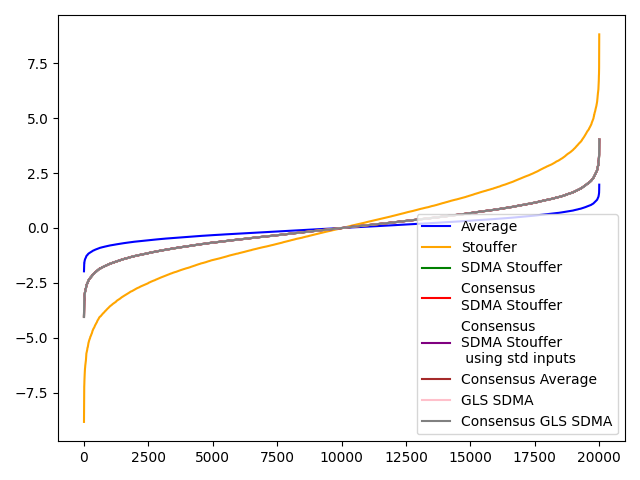 7.5
5.0
2.5
0.0
−2.5
−5.0
−7.5
Average
Stouffer
SDMA Stouffer
Consensus
SDMA Stouffer
Consensus
SDMA Stouffer
using std inputs
Consensus Average
GLS SDMA
Consensus GLS SDMA
0 2500 5000 7500 10000 12500 15000 17500 20000